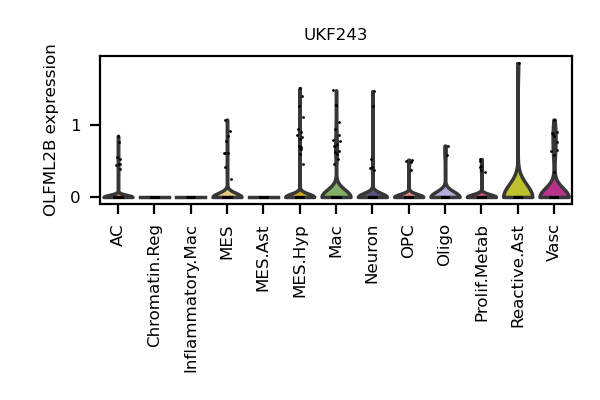 UKF243
OLFML2B expression
1
0
AC
Chromatin.Reg
Inflammatory.Mac
MES
MES.Ast
MES.Hyp
Mac
Neuron
OPC
Oligo
Prolif.Metab
Reactive.Ast
Vasc